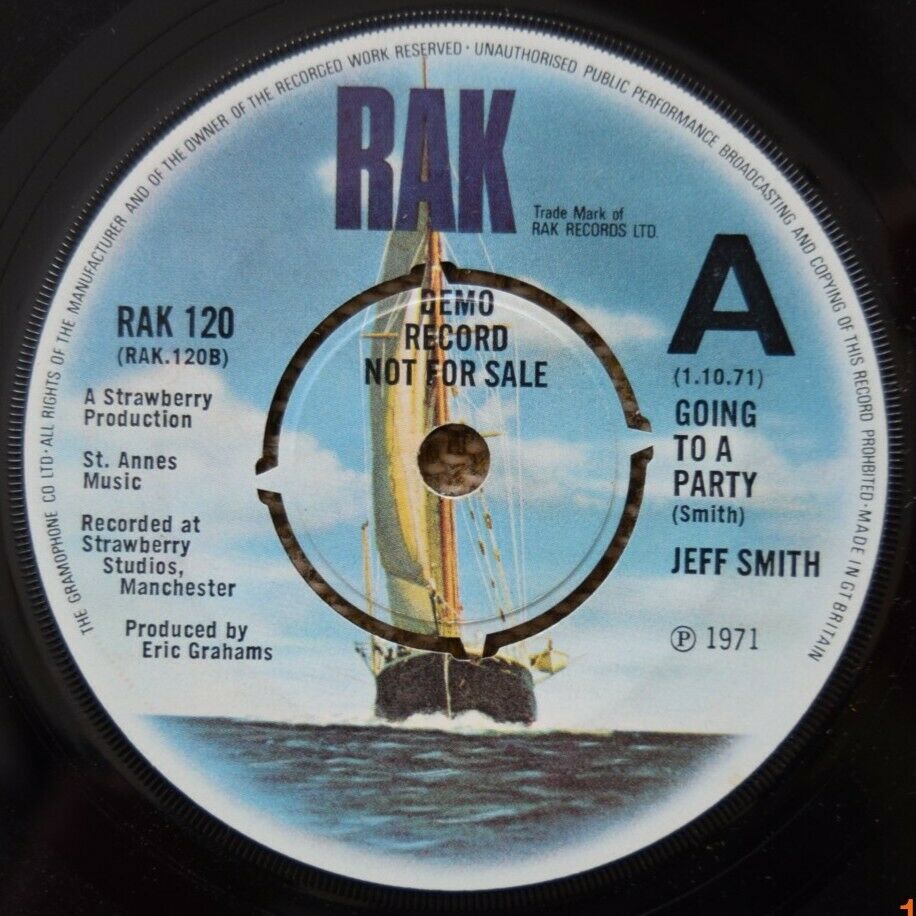 THE GRAMOPHONE CO LTD · ALL RIGHTS OF THE MANUFACTURER AND OF THE OWNER OF THE RECORDED WORK RESERVED · UNAUTHORISED PUBLIC PERFORMANCE BROADCASTING AND COPYING OF THIS RECORD PROHIBITED · MADE IN GT BRITAIN
RAK
Trade Mark of
RAK RECORDS LTD.
A
DEMO
RECORD
NOT FOR SALE
RAK 120
(RAK.120B)
A Strawberry
Production
St. Annes
Music
Recorded at
Strawberry
Studios,
Manchester
Produced by
Eric Grahams
(1.10.71)
GOING
TO A
PARTY
(Smith)
JEFF SMITH
Ⓟ 1971
1